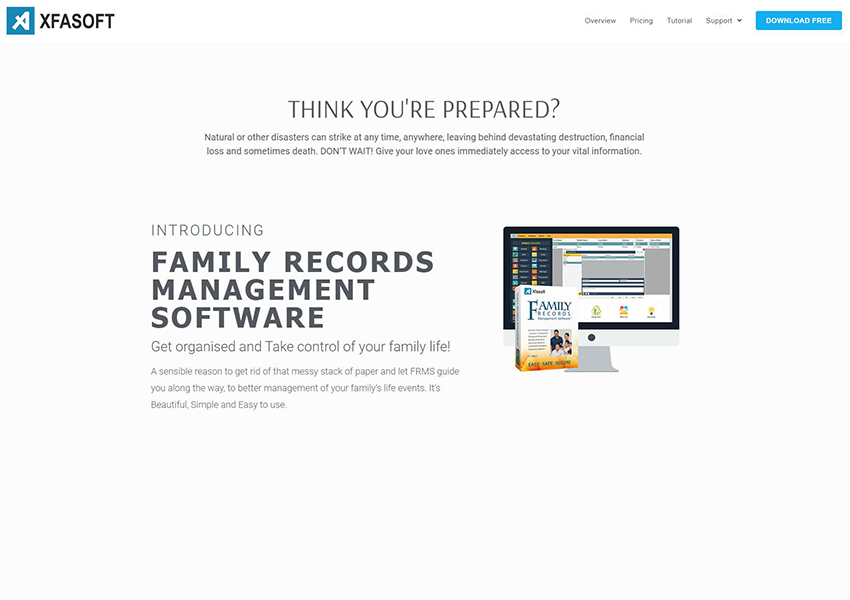 XFASOFT
Overview Pricing Tutorial Support DOWNLOAD FREE
THINK YOU'RE PREPARED?
Natural or other disasters can strike at any time, anywhere, leaving behind devastating destruction, financial
loss and sometimes death. DON'T WAIT! Give your love ones immediately access to your vital information.
INTRODUCING
FAMILY RECORDS
MANAGEMENT
SOFTWARE
Get organised and Take control of your family life!
A sensible reason to get rid of that messy stack of paper and let FRMS guide
you along the way, to better management of your family's life events. It's
Beautiful, Simple and Easy to use.
Xfasoft
FAMILY
RECORDS
Management Software
EASY · SAFE · SECURE